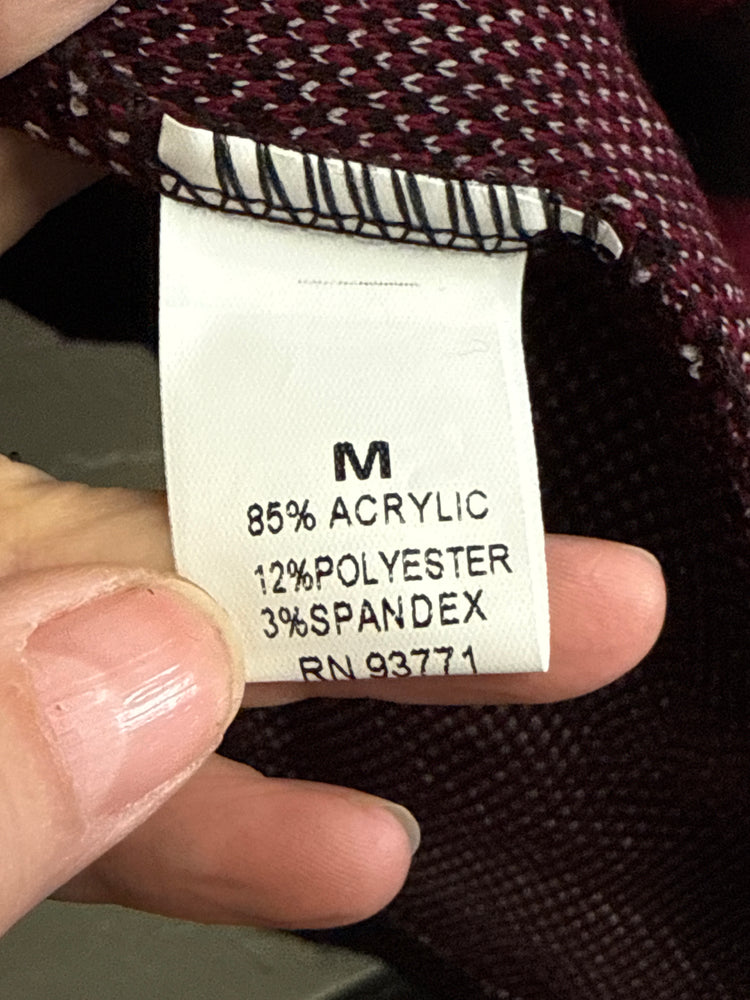 M
85% ACRYLIC
12%POLYESTER
3%SPANDEX
RN 93771